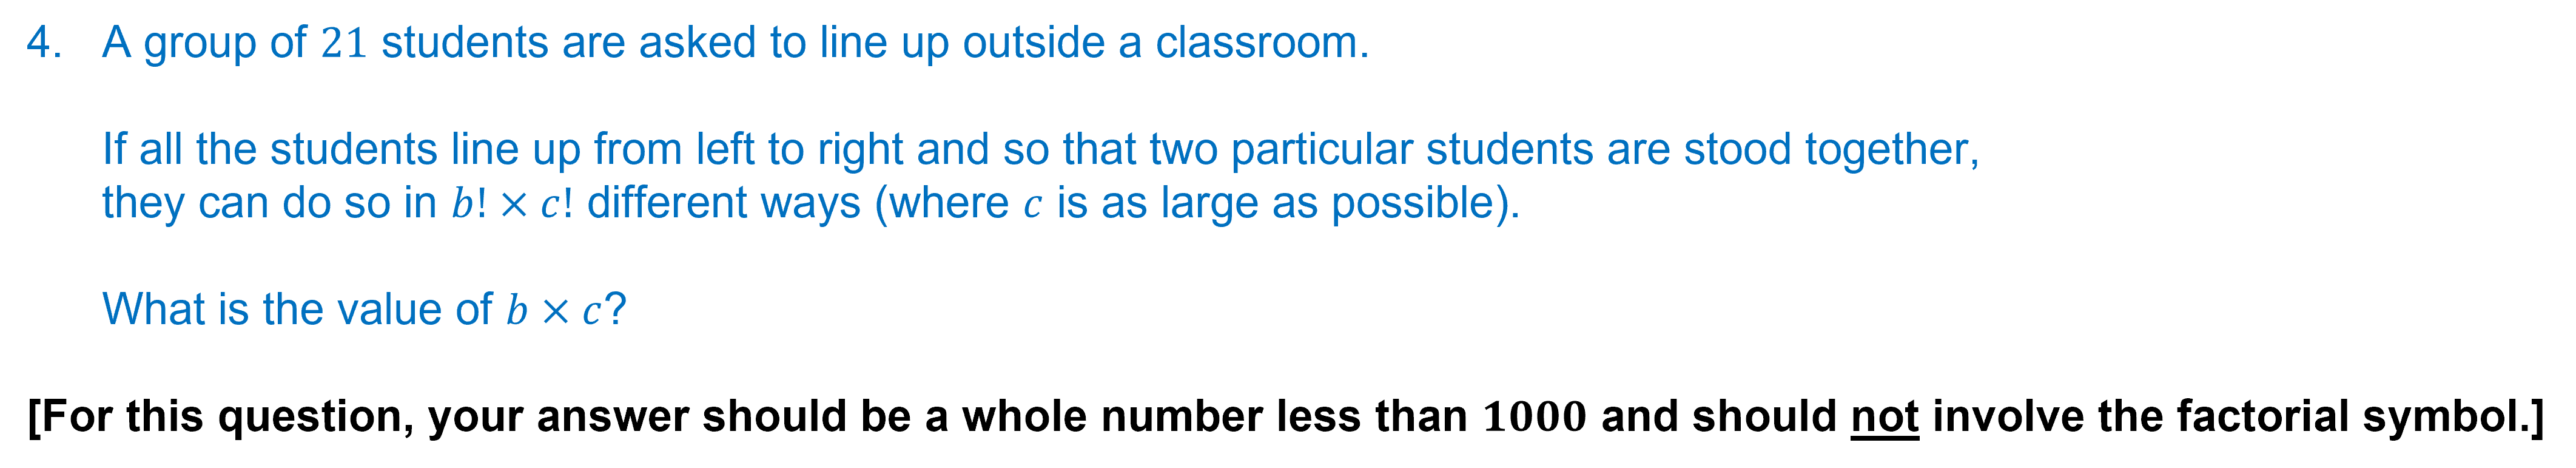 4. A group of 21 students are asked to line up outside a classroom.
If all the students line up from left to right and so that two particular students are stood together,
they can do so in b! × c! different ways (where c is as large as possible).
What is the value of b × c?
[For this question, your answer should be a whole number less than 1000 and should not involve the factorial symbol.]